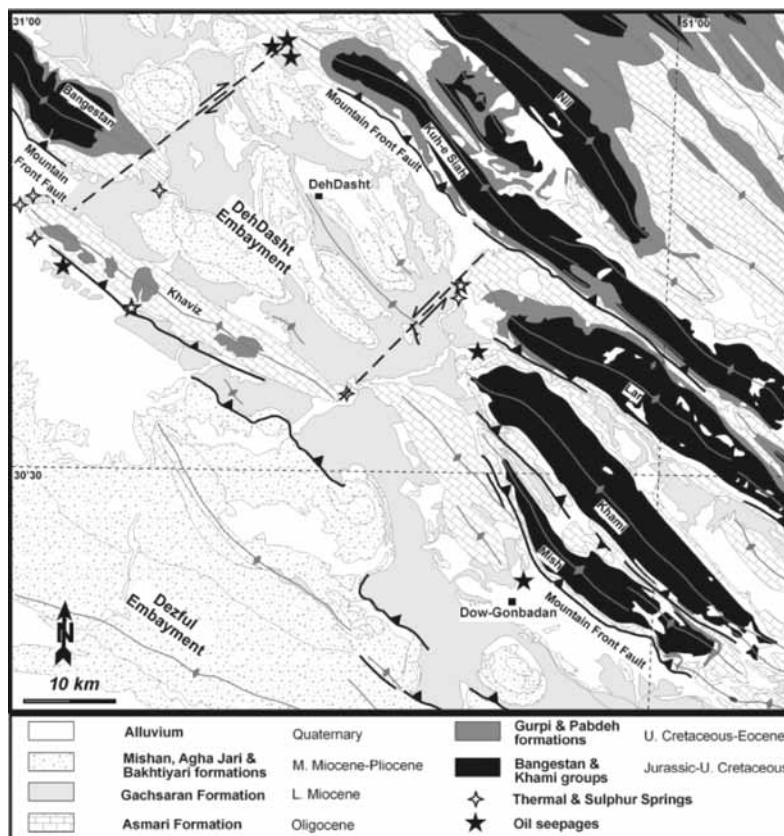 31'00
51'00
Bangestan
Nil
Mountain Front Fault
Kuh-e Siah
Mountain
Front Fault
DehDasht
DehDasht
Embayment
Khaviz
Lar
30'30
Khami
Mish
Dezful
Embayment
Dow-Gonbadan
Mountain Front Fault
N
10 km
Alluvium Quaternary
Mishan, Agha Jari &
Bakhtiyari formations M. Miocene-Pliocene
Gachsaran Formation L. Miocene
Asmari Formation Oligocene
Gurpi & Pabdeh
formations U. Cretaceous-Eocene
Bangestan &
Khami groups Jurassic-U. Cretaceous
Thermal & Sulphur Springs
Oil seepages